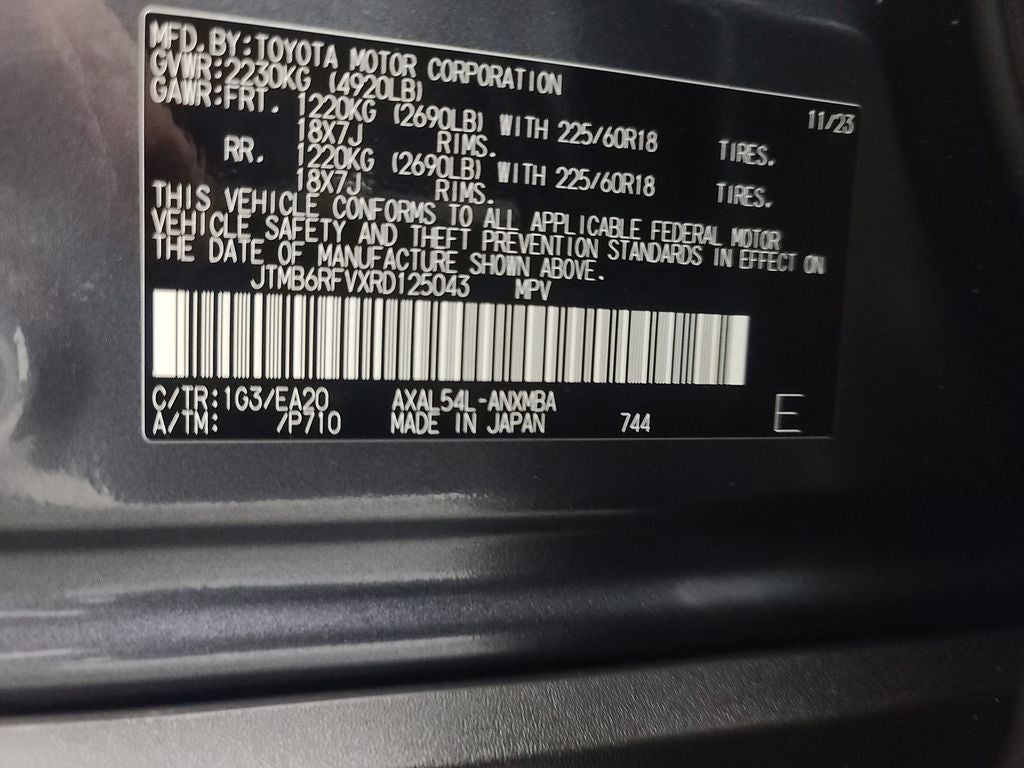 MFD.BY:TOYOTA MOTOR CORPORATION 11/23
GVWR:2230KG (4920LB)
GAWR:FRT. 1220KG (2690LB) WITH 225/60R18 TIRES.
18X7J RIMS.
RR. 1220KG (2690LB) WITH 225/60R18 TIRES.
18X7J RIMS.
THIS VEHICLE CONFORMS TO ALL APPLICABLE FEDERAL MOTOR
VEHICLE SAFETY AND THEFT PREVENTION STANDARDS IN EFFECT ON
THE DATE OF MANUFACTURE SHOWN ABOVE.
JTMB6RFVXRD125043 MPV
C/TR:1G3/EA20 AXAL54L-ANXMBA E
A/TM: /P710 MADE IN JAPAN 744